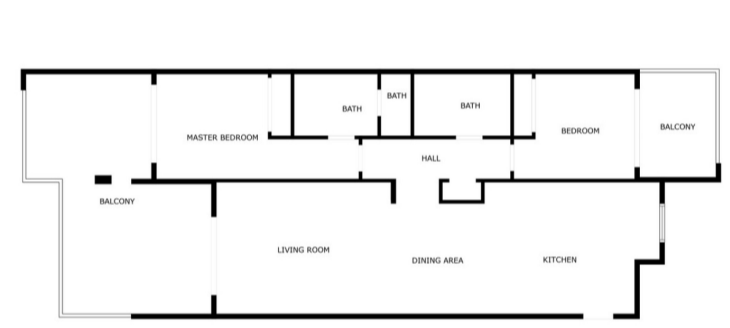 BATH
BATH
BATH
MASTER BEDROOM
BEDROOM
BALCONY
HALL
BALCONY
LIVING ROOM
DINING AREA
KITCHEN